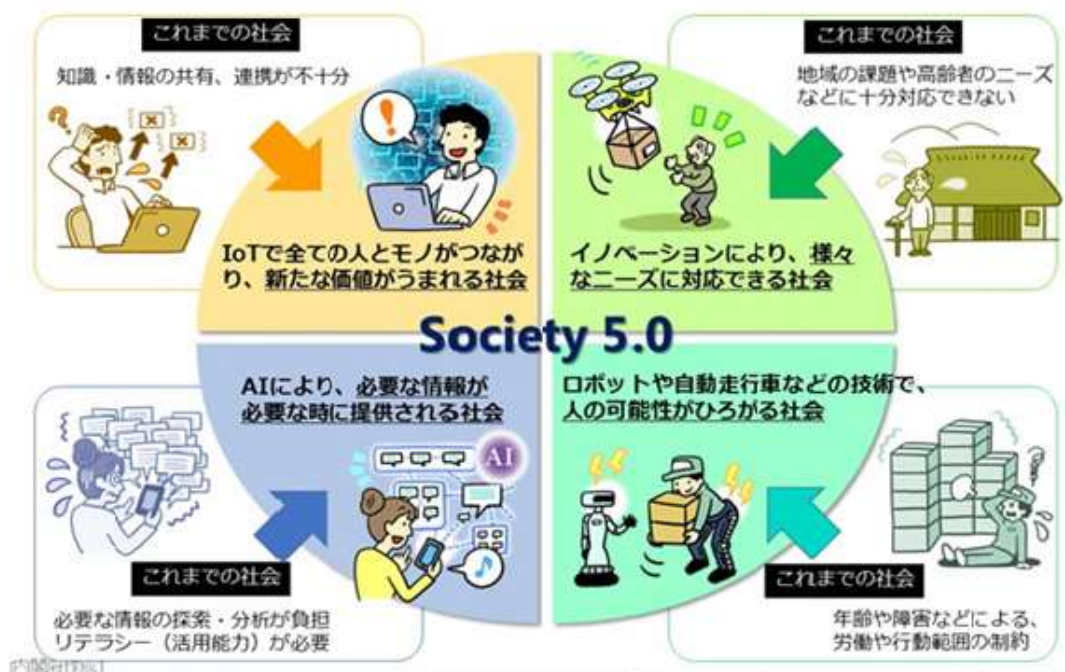 これまでの社会
知識・情報の共有、連携が不十分
IoTで全ての人とモノがつなが
り、新たな価値がうまれる社会
これまでの社会
地域の課題や高齢者のニーズ
などに十分対応できない
イノベーションにより、様々
なニーズに対応できる社会
Society 5.0
AIにより、必要な情報が
必要な時に提供される社会
AI
これまでの社会
必要な情報の探索・分析が負担
リテラシー（活用能力）が必要
ロボットや自動走行車などの技術で、
人の可能性がひろがる社会
これまでの社会
年齢や障害などによる、
労働や行動範囲の制約